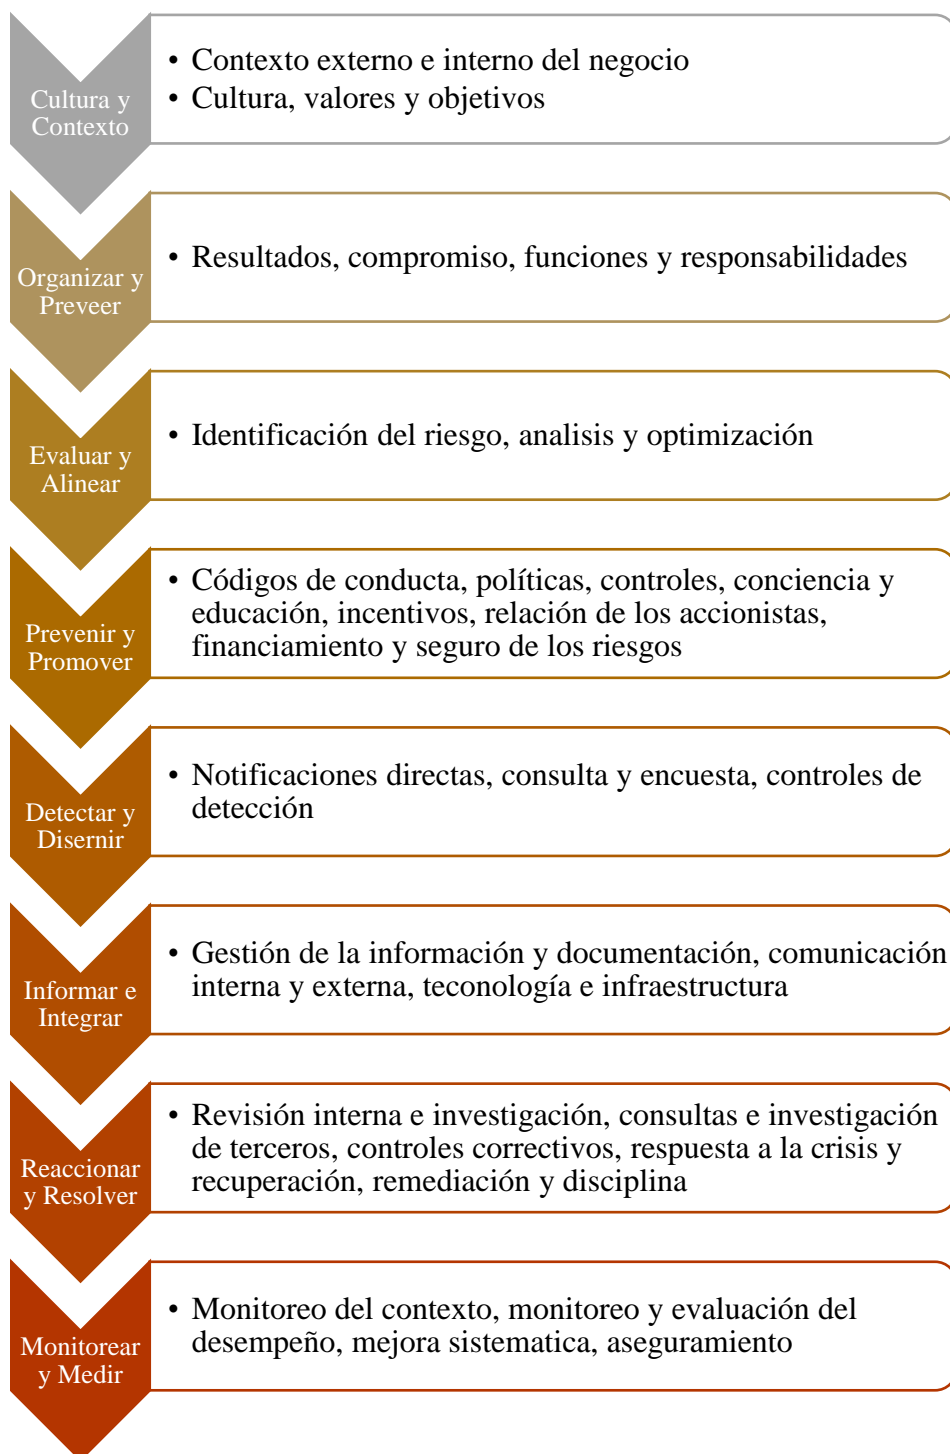 Cultura y
Contexto
• Contexto externo e interno del negocio
• Cultura, valores y objetivos
Organizar y
Preveer
• Resultados, compromiso, funciones y responsabilidades
Evaluar y
Alinear
• Identificación del riesgo, analisis y optimización
Prevenir y
Promover
• Códigos de conducta, políticas, controles, conciencia y
educación, incentivos, relación de los accionistas,
financiamiento y seguro de los riesgos
Detectar y
Disernir
• Notificaciones directas, consulta y encuesta, controles de
detección
Informar e
Integrar
• Gestión de la información y documentación, comunicación
interna y externa, teconología e infraestructura
Reaccionar
y Resolver
• Revisión interna e investigación, consultas e investigación
de terceros, controles correctivos, respuesta a la crisis y
recuperación, remediación y disciplina
Monitorear
y Medir
• Monitoreo del contexto, monitoreo y evaluación del
desempeño, mejora sistematica, aseguramiento